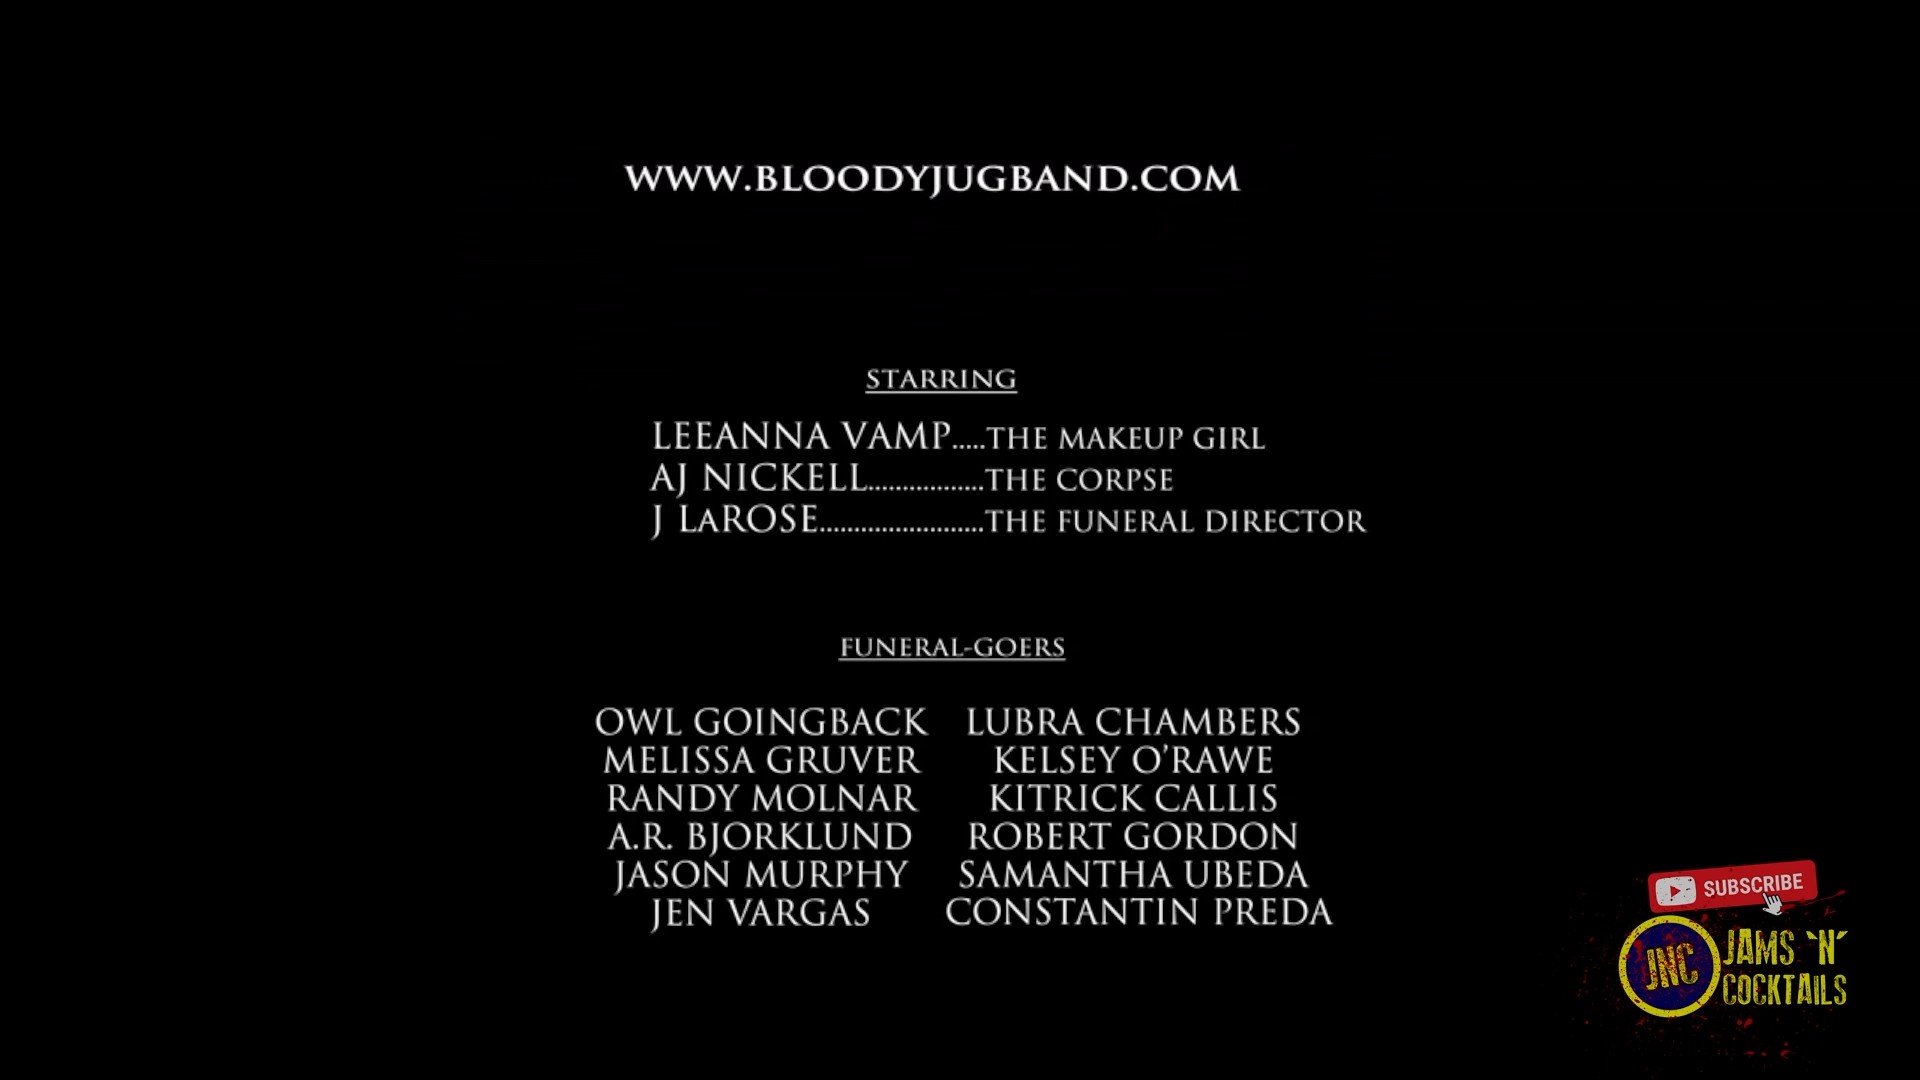 WWW.BLOODYJUGBAND.COM
STARRING
LEEANNA VAMP.....THE MAKEUP GIRL
AJ NICKELL.................THE CORPSE
J LAROSE........................THE FUNERAL DIRECTOR
FUNERAL-GOERS
OWL GOINGBACK LUBRA CHAMBERS
MELISSA GRUVER KELSEY O’RAWE
RANDY MOLNAR KITRICK CALLIS
A.R. BJORKLUND ROBERT GORDON
JASON MURPHY SAMANTHA UBEDA
JEN VARGAS CONSTANTIN PREDA
SUBSCRIBE
JNC JAMS `N´
COCKTAILS